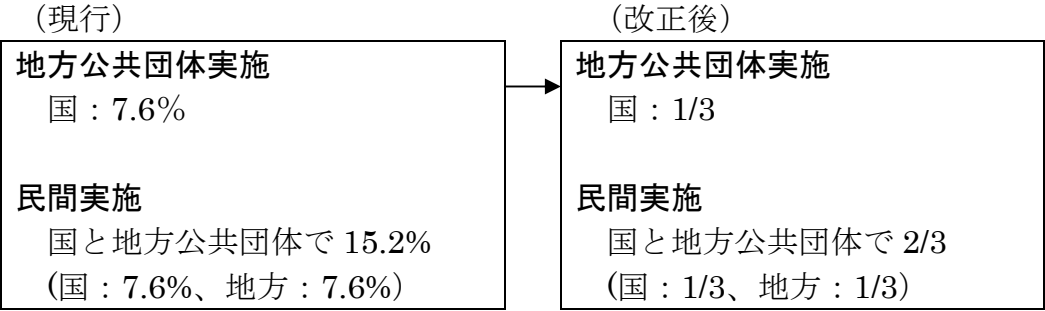 （現行）
地方公共団体実施
国：7.6％
民間実施
国と地方公共団体で 15.2%
(国：7.6%、地方：7.6%）
（改正後）
地方公共団体実施
国：1/3
民間実施
国と地方公共団体で 2/3
(国：1/3、地方：1/3）